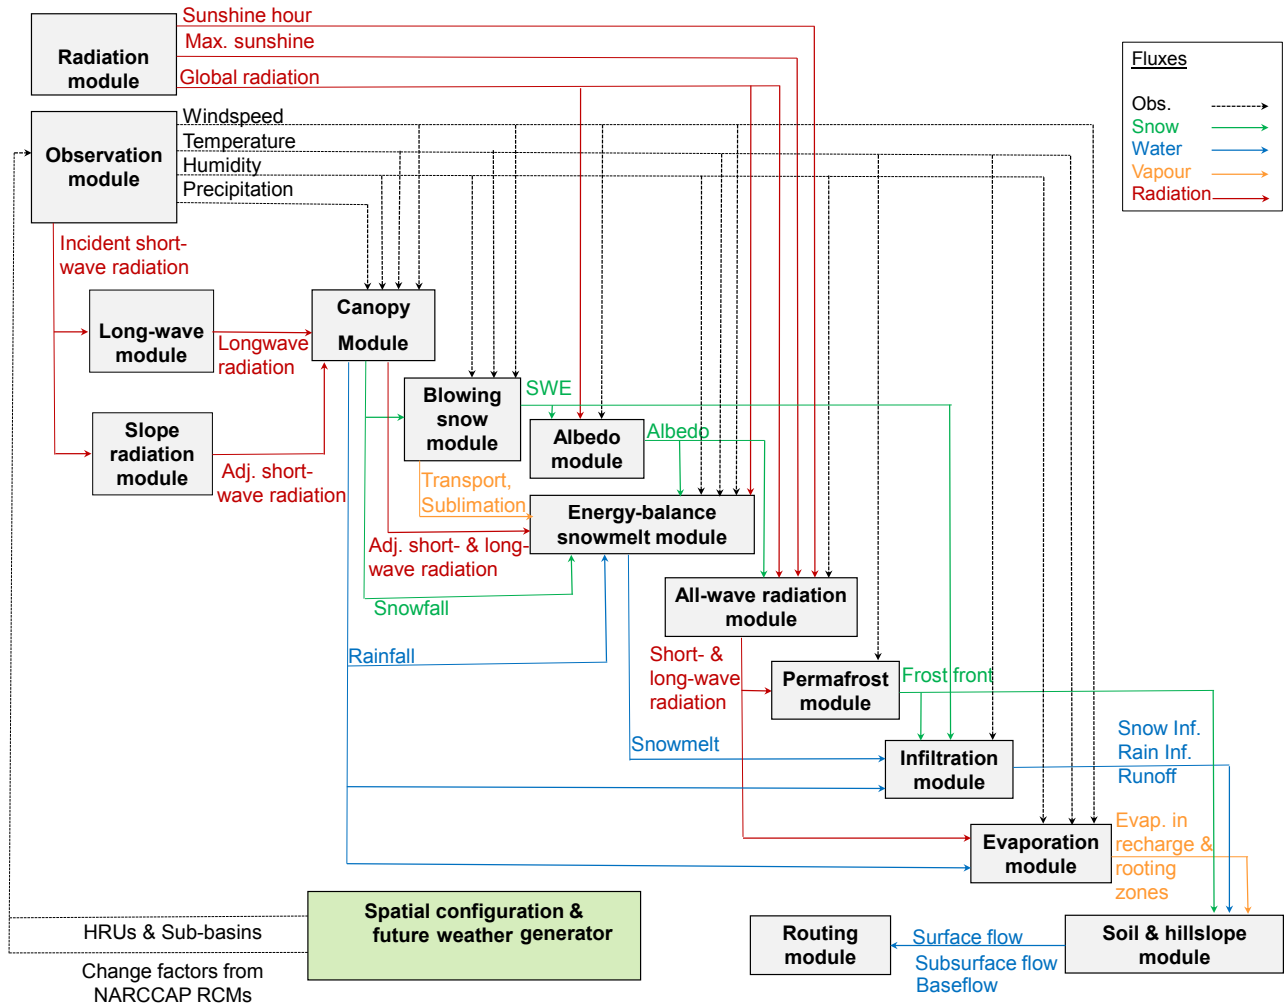 Sunshine hour
Max. sunshine
Radiation
module
Global radiation
Fluxes
Obs.
Snow
Water
Vapour
Radiation
Windspeed
Observation
module
Temperature
Humidity
Precipitation
Incident short-
wave radiation
Long-wave
module
Longwave
radiation
Canopy
Module
Slope
radiation
module
Adj. short-
wave radiation
Blowing
snow
module
SWE
Albedo
module
Albedo
Transport,
Sublimation
Energy-balance
snowmelt module
Adj. short- & long-
wave radiation
Snowfall
All-wave radiation
module
Rainfall
Short- &
long-wave
radiation
Permafrost
module
Frost front
Snowmelt
Infiltration
module
Snow Inf.
Rain Inf.
Runoff
Evaporation
module
Evap. in
recharge &
rooting
zones
Spatial configuration &
future weather generator
HRUs & Sub-basins
Change factors from
NARCCAP RCMs
Routing
module
Surface flow
Subsurface flow
Baseflow
Soil & hillslope
module